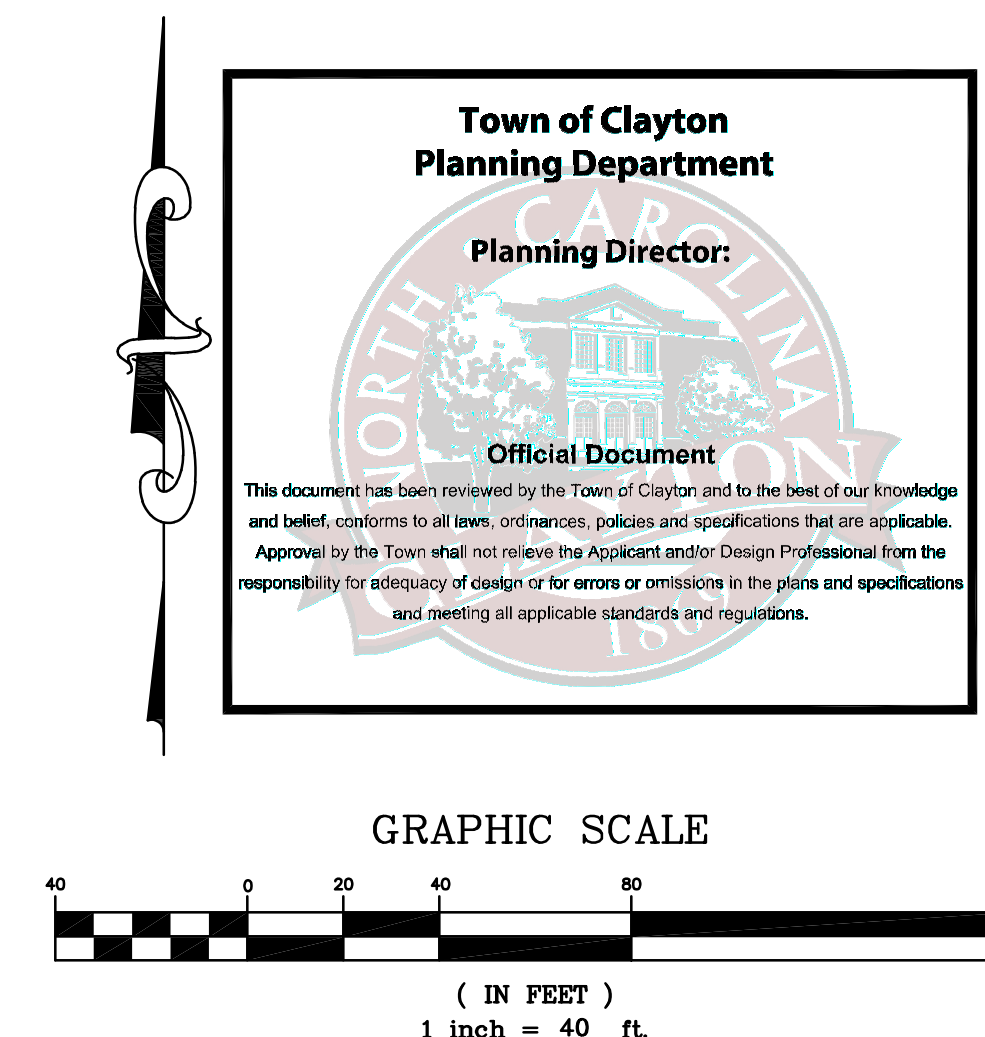 Town of Clayton
Planning Department
NORTH CAROLINA
Planning Director:
CLAYTON
Official Document
This document has been reviewed by the Town of Clayton and to the best of our knowledge
and belief, conforms to all laws, ordinances, policies and specifications that are applicable.
Approval by the Town shall not relieve the Applicant and/or Design Professional from the
responsibility for adequacy of design or for errors or omissions in the plans and specifications
and meeting all applicable standards and regulations.
1869
GRAPHIC SCALE
40 0 20 40 80
( IN FEET )
1 inch = 40 ft.